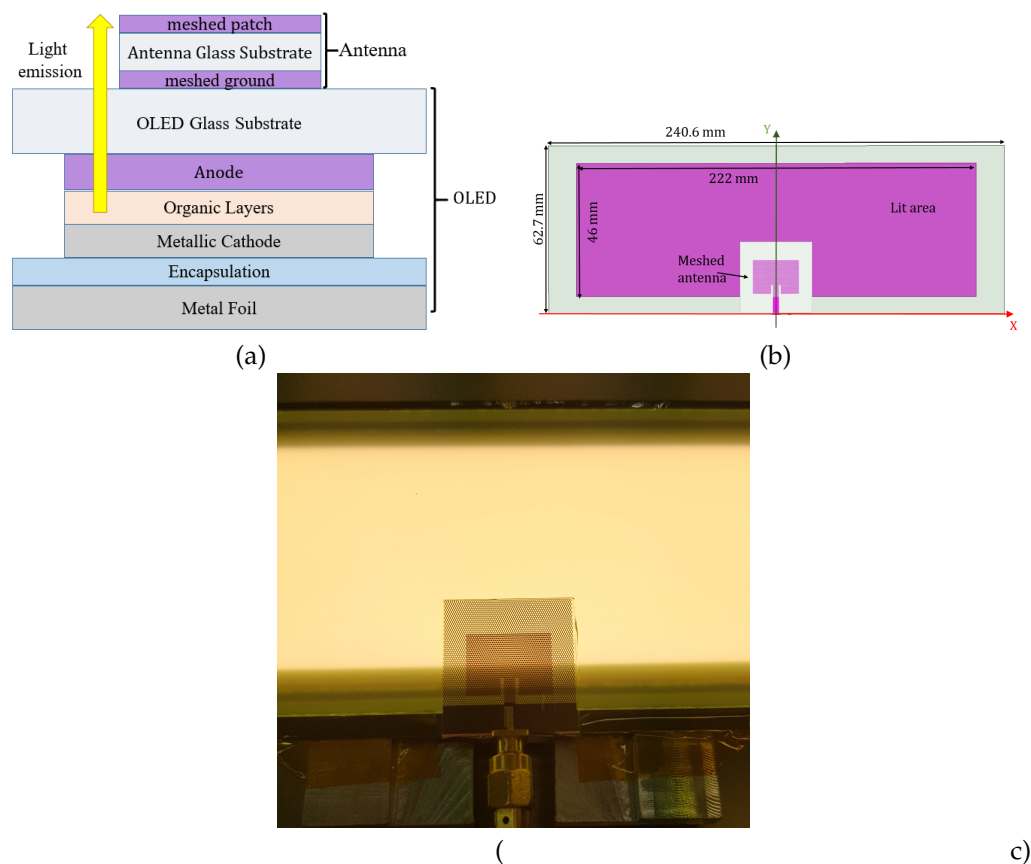 meshed patch
Antenna Glass Substrate
meshed ground
Antenna
Light
emission
OLED Glass Substrate
Anode
Organic Layers
Metallic Cathode
Encapsulation
Metal Foil
OLED
(a)
Y
240.6 mm
222 mm
62.7 mm
46 mm
Lit area
Meshed
antenna
X
(b)
( c)